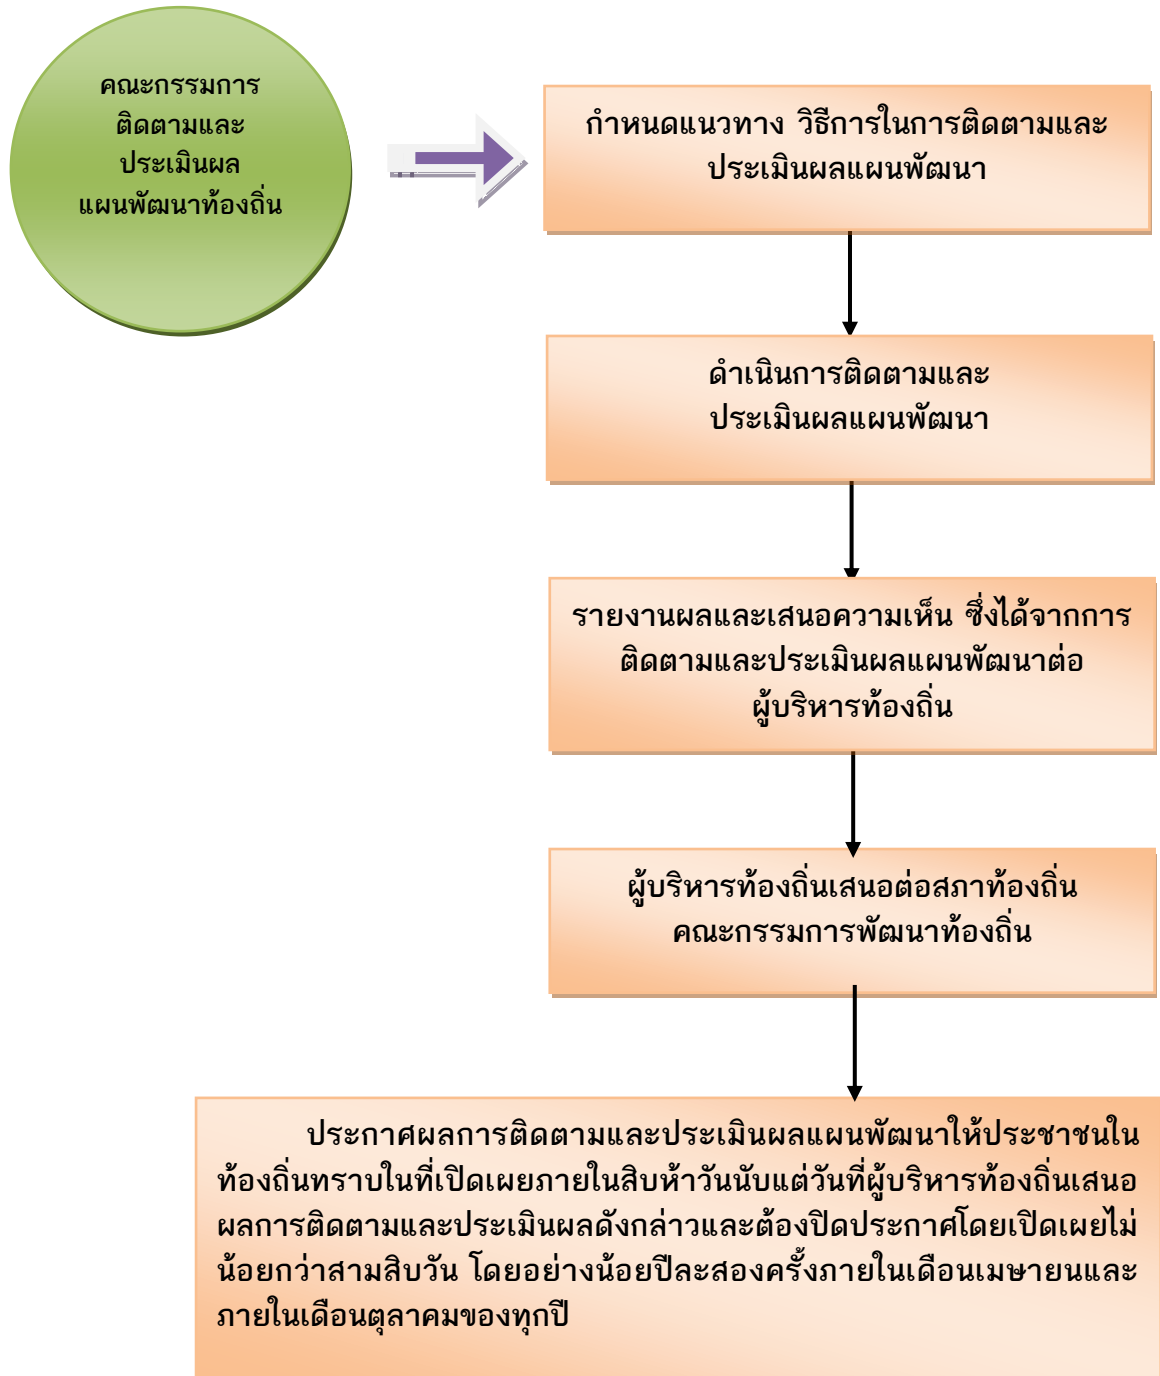 คณะกรรมการ
ติดตามและ
ประเมินผล
แผนพัฒนาท้องถิ่น
กำหนดแนวทาง วิธีการในการติดตามและ
ประเมินผลแผนพัฒนา
ดำเนินการติดตามและ
ประเมินผลแผนพัฒนา
รายงานผลและเสนอความเห็น ซึ่งได้จากการ
ติดตามและประเมินผลแผนพัฒนาต่อ
ผู้บริหารท้องถิ่น
ผู้บริหารท้องถิ่นเสนอต่อสภาท้องถิ่น
คณะกรรมการพัฒนาท้องถิ่น
ประกาศผลการติดตามและประเมินผลแผนพัฒนาให้ประชาชนใน
ท้องถิ่นทราบในที่เปิดเผยภายในสิบห้าวันนับแต่วันที่ผู้บริหารท้องถิ่นเสนอ
ผลการติดตามและประเมินผลดังกล่าวและต้องปิดประกาศโดยเปิดเผยไม่
น้อยกว่าสามสิบวัน โดยอย่างน้อยปีละสองครั้งภายในเดือนเมษายนและ
ภายในเดือนตุลาคมของทุกปี